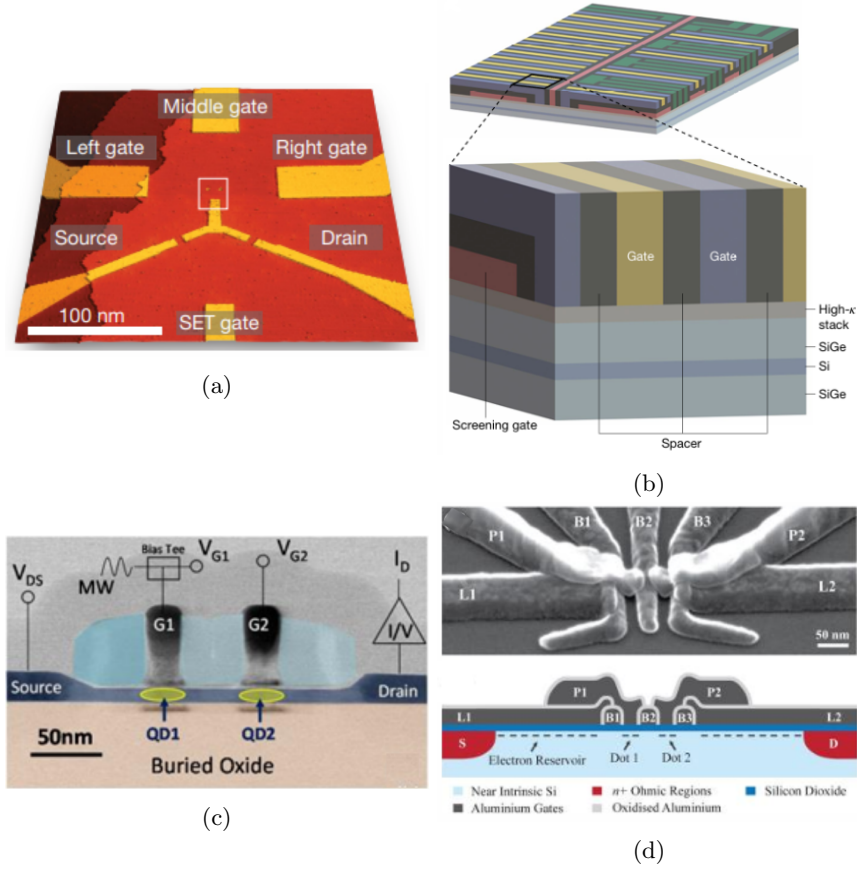 Middle gate
Left gate
Right gate
Source
Drain
SET gate
100 nm
(a)
Gate
Gate
High-κ
stack
SiGe
Si
SiGe
Screening gate
Spacer
(b)
V_DS
MW
Bias Tee
V_G1
V_G2
I_D
I/V
G1
G2
Source
Drain
QD1
QD2
50nm
Buried Oxide
(c)
P1
B1
B2
B3
P2
L1
L2
50 nm
P1
P2
L1
B1
B2
B3
L2
S
D
Electron Reservoir
Dot 1
Dot 2
Near Intrinsic Si
n+ Ohmic Regions
Silicon Dioxide
Aluminium Gates
Oxidised Aluminium
(d)